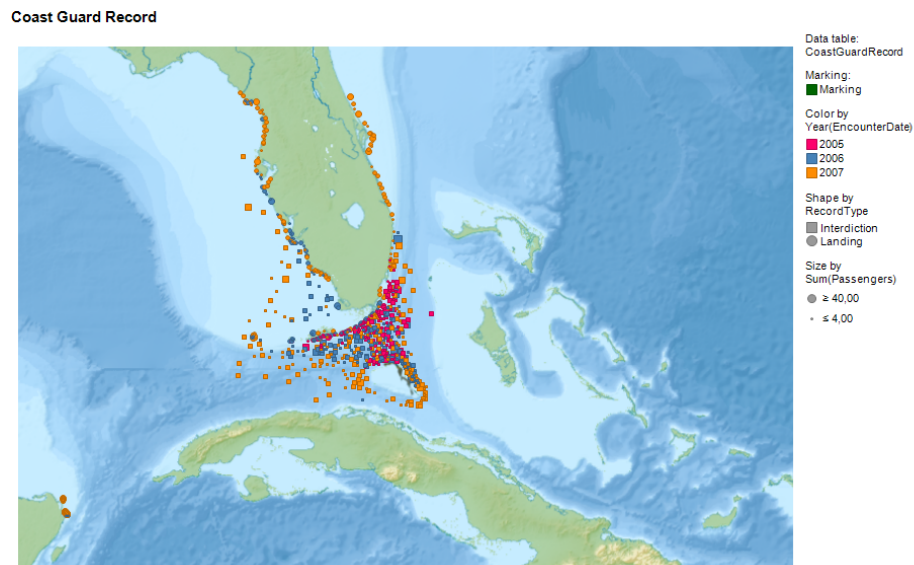 Coast Guard Record
Data table:
CoastGuardRecord
Marking:
Marking
Color by
Year(EncounterDate)
2005
2006
2007
Shape by
RecordType
Interdiction
Landing
Size by
Sum(Passengers)
≥ 40,00
≤ 4,00